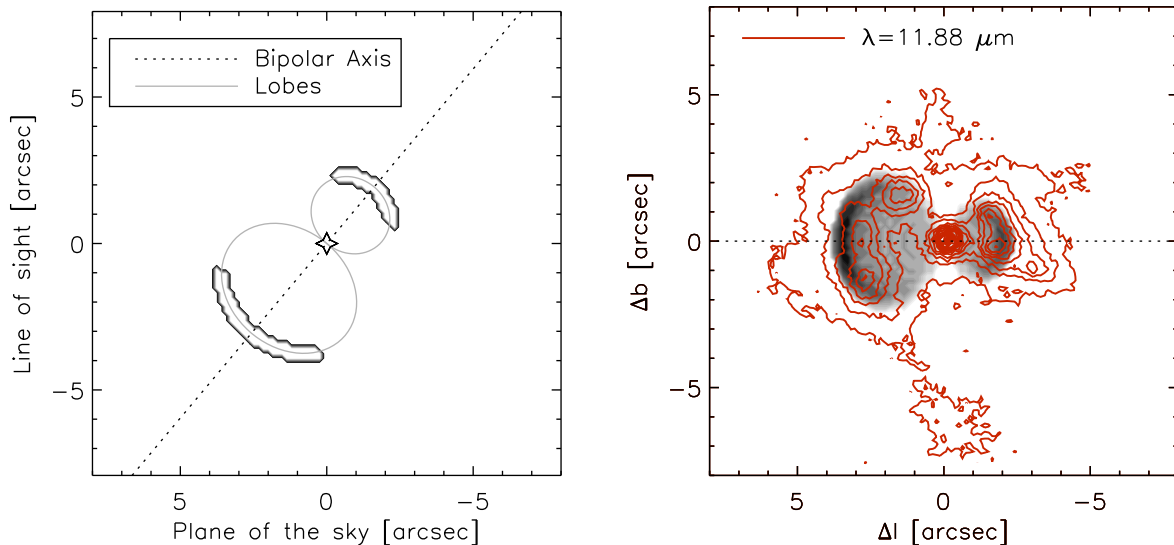 Bipolar Axis
Lobes
5
0
-5
5
0
-5
Line of sight [arcsec]
Plane of the sky [arcsec]
λ=11.88 μm
5
0
-5
5
0
-5
Δb [arcsec]
Δl [arcsec]